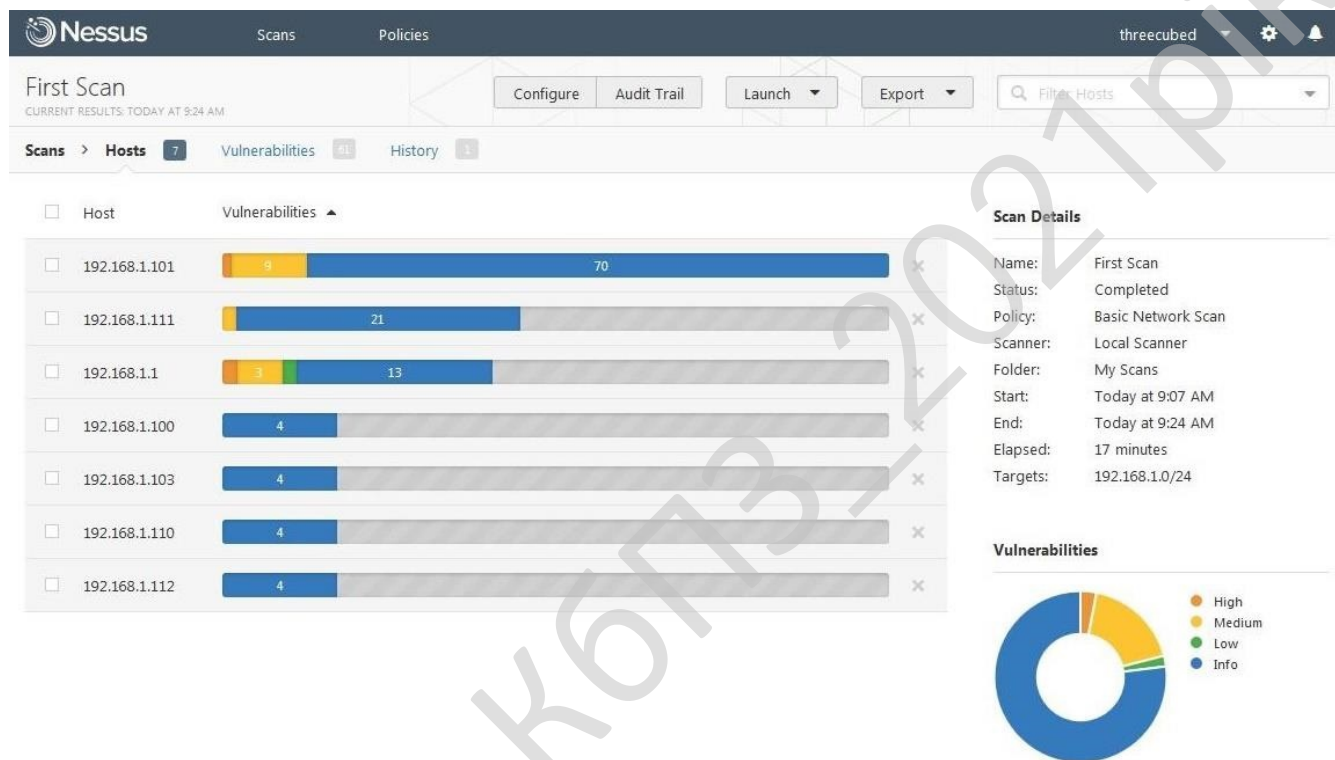 Nessus Scans Policies threecubed
First Scan
CURRENT RESULTS: TODAY AT 9:24 AM
Configure Audit Trail Launch Export Filter Hosts
Scans > Hosts 7 Vulnerabilities 61 History 1
Host Vulnerabilities
192.168.1.101 9 70
192.168.1.111 21
192.168.1.1 3 13
192.168.1.100 4
192.168.1.103 4
192.168.1.110 4
192.168.1.112 4
Scan Details
Name: First Scan
Status: Completed
Policy: Basic Network Scan
Scanner: Local Scanner
Folder: My Scans
Start: Today at 9:07 AM
End: Today at 9:24 AM
Elapsed: 17 minutes
Targets: 192.168.1.0/24
Vulnerabilities
High
Medium
Low
Info